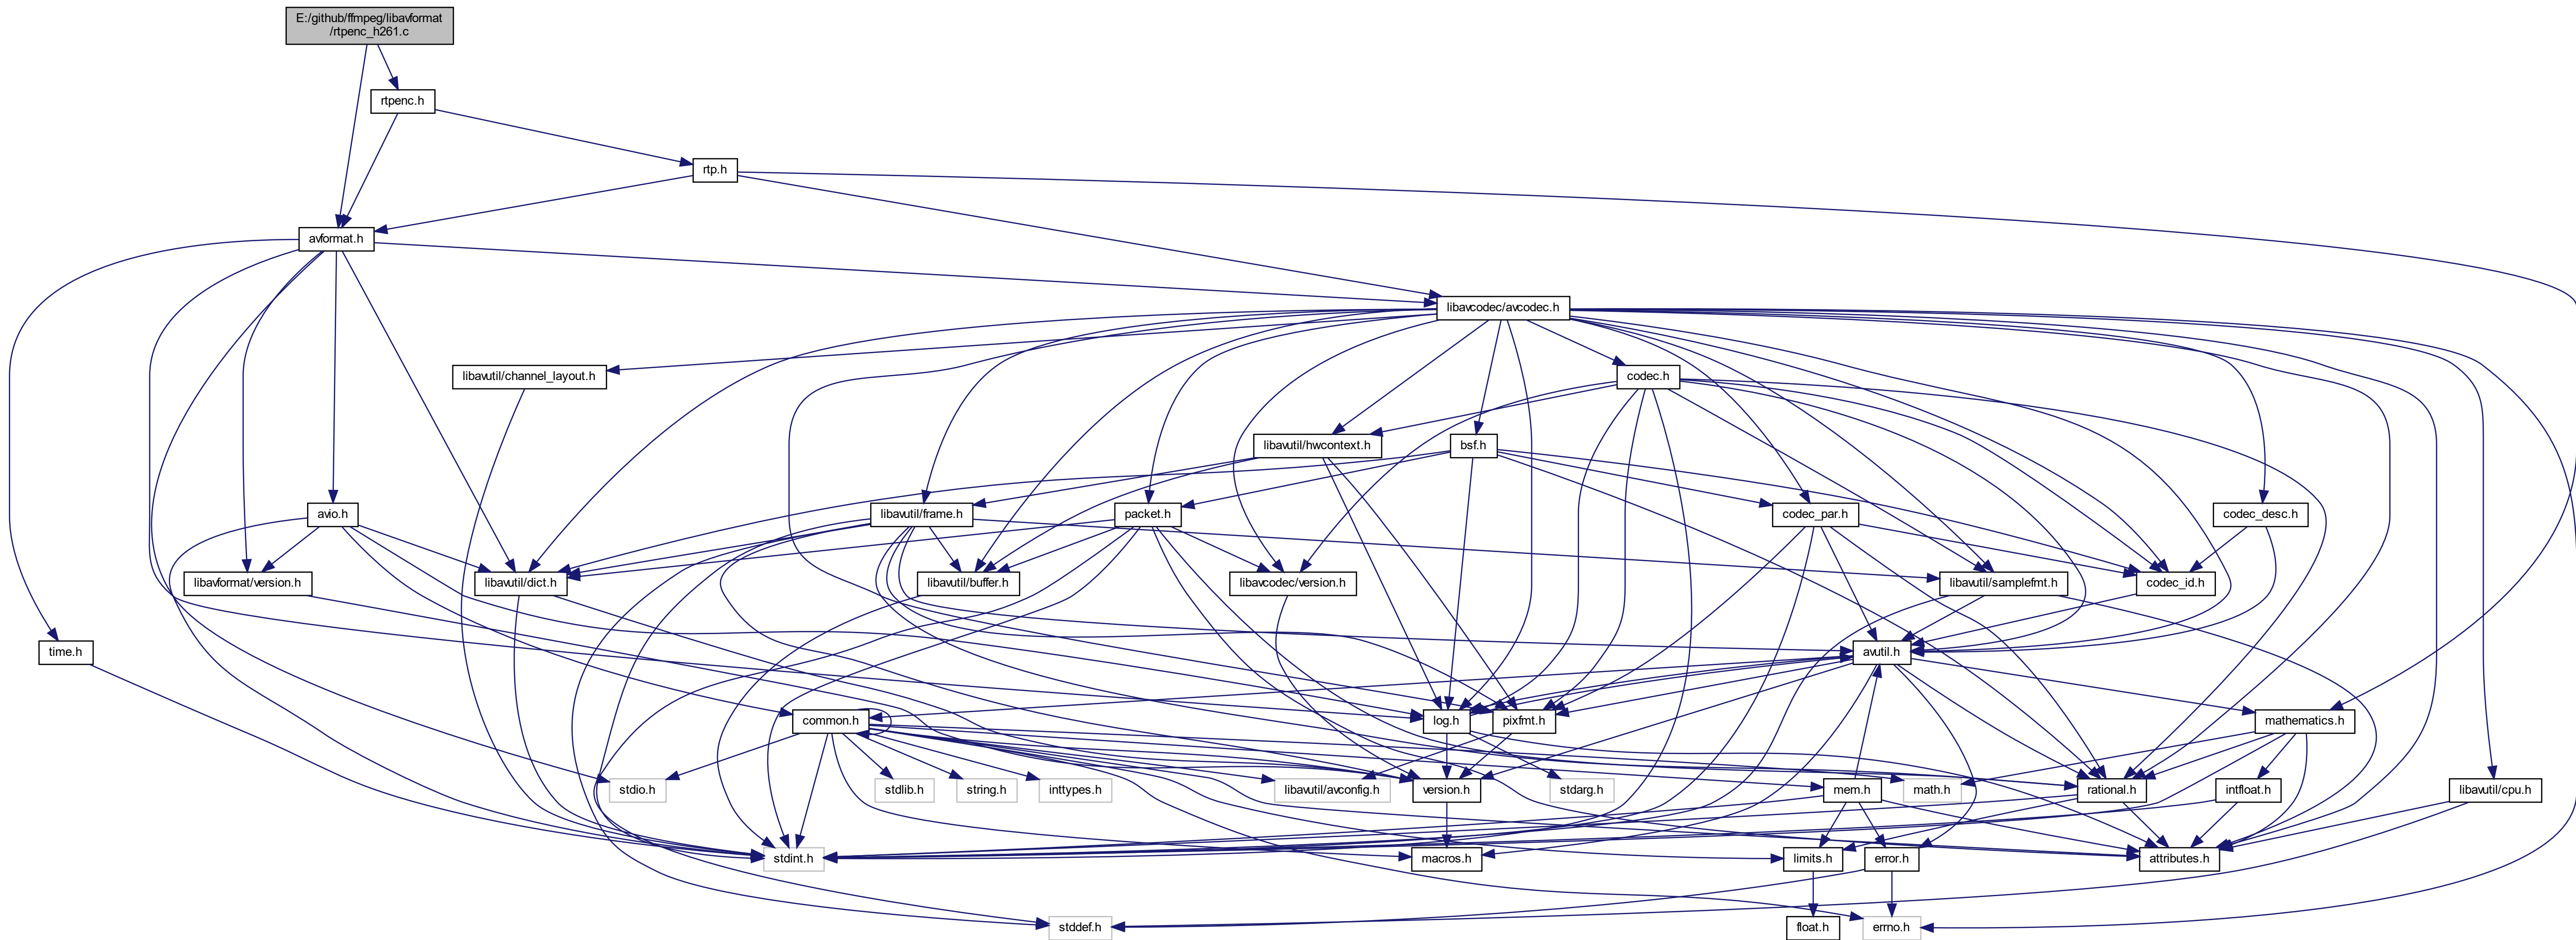 E:/github/ffmpeg/libavformat
/rtpenc_h261.c
rtpenc.h
rtp.h
avformat.h
libavcodec/avcodec.h
libavutil/channel_layout.h
codec.h
libavutil/hwcontext.h
bsf.h
avio.h
libavutil/frame.h
packet.h
codec_par.h
codec_desc.h
libavformat/version.h
libavutil/dict.h
libavutil/buffer.h
libavcodec/version.h
libavutil/samplefmt.h
codec_id.h
time.h
avutil.h
common.h
log.h
pixfmt.h
mathematics.h
stdio.h
stdlib.h
string.h
inttypes.h
libavutil/avconfig.h
version.h
stdarg.h
mem.h
math.h
rational.h
intfloat.h
libavutil/cpu.h
stdint.h
macros.h
limits.h
error.h
attributes.h
stddef.h
float.h
errno.h